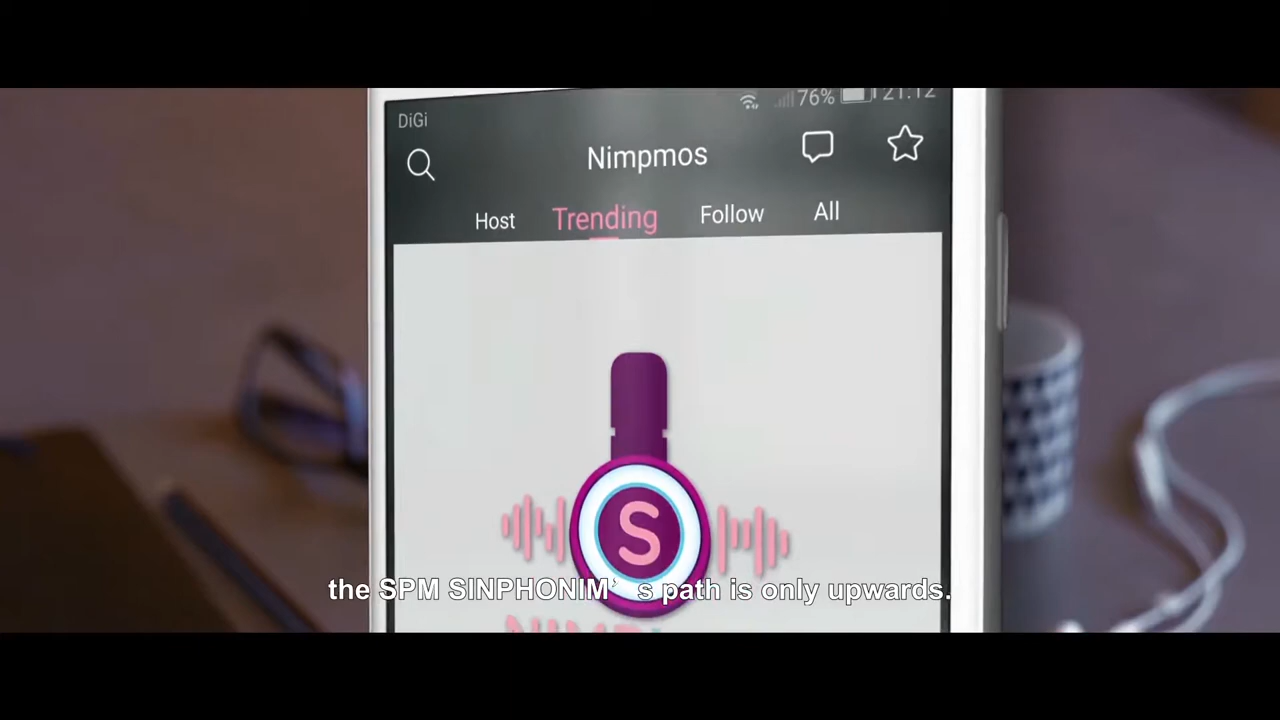 DiGi
76%
21:12
Nimpmos
Host Trending Follow All
S
the SPM SINPHONIM’s path is only upwards.